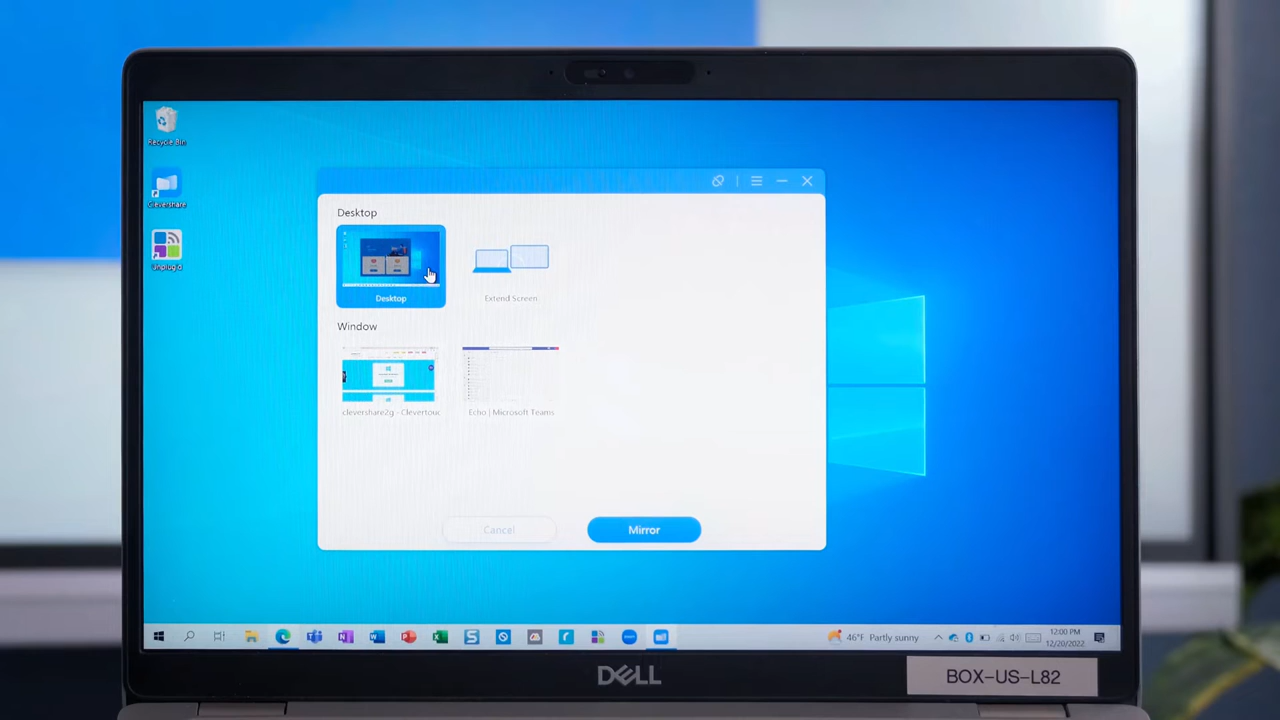 Recycle Bin
Clevershare
Unplug'd
Desktop
Desktop
Extend Screen
Window
clevershare2g - Clevertouc
Echo | Microsoft Teams
Cancel
Mirror
46°F Partly sunny
12:00 PM
12/20/2022
DELL
BOX-US-L82